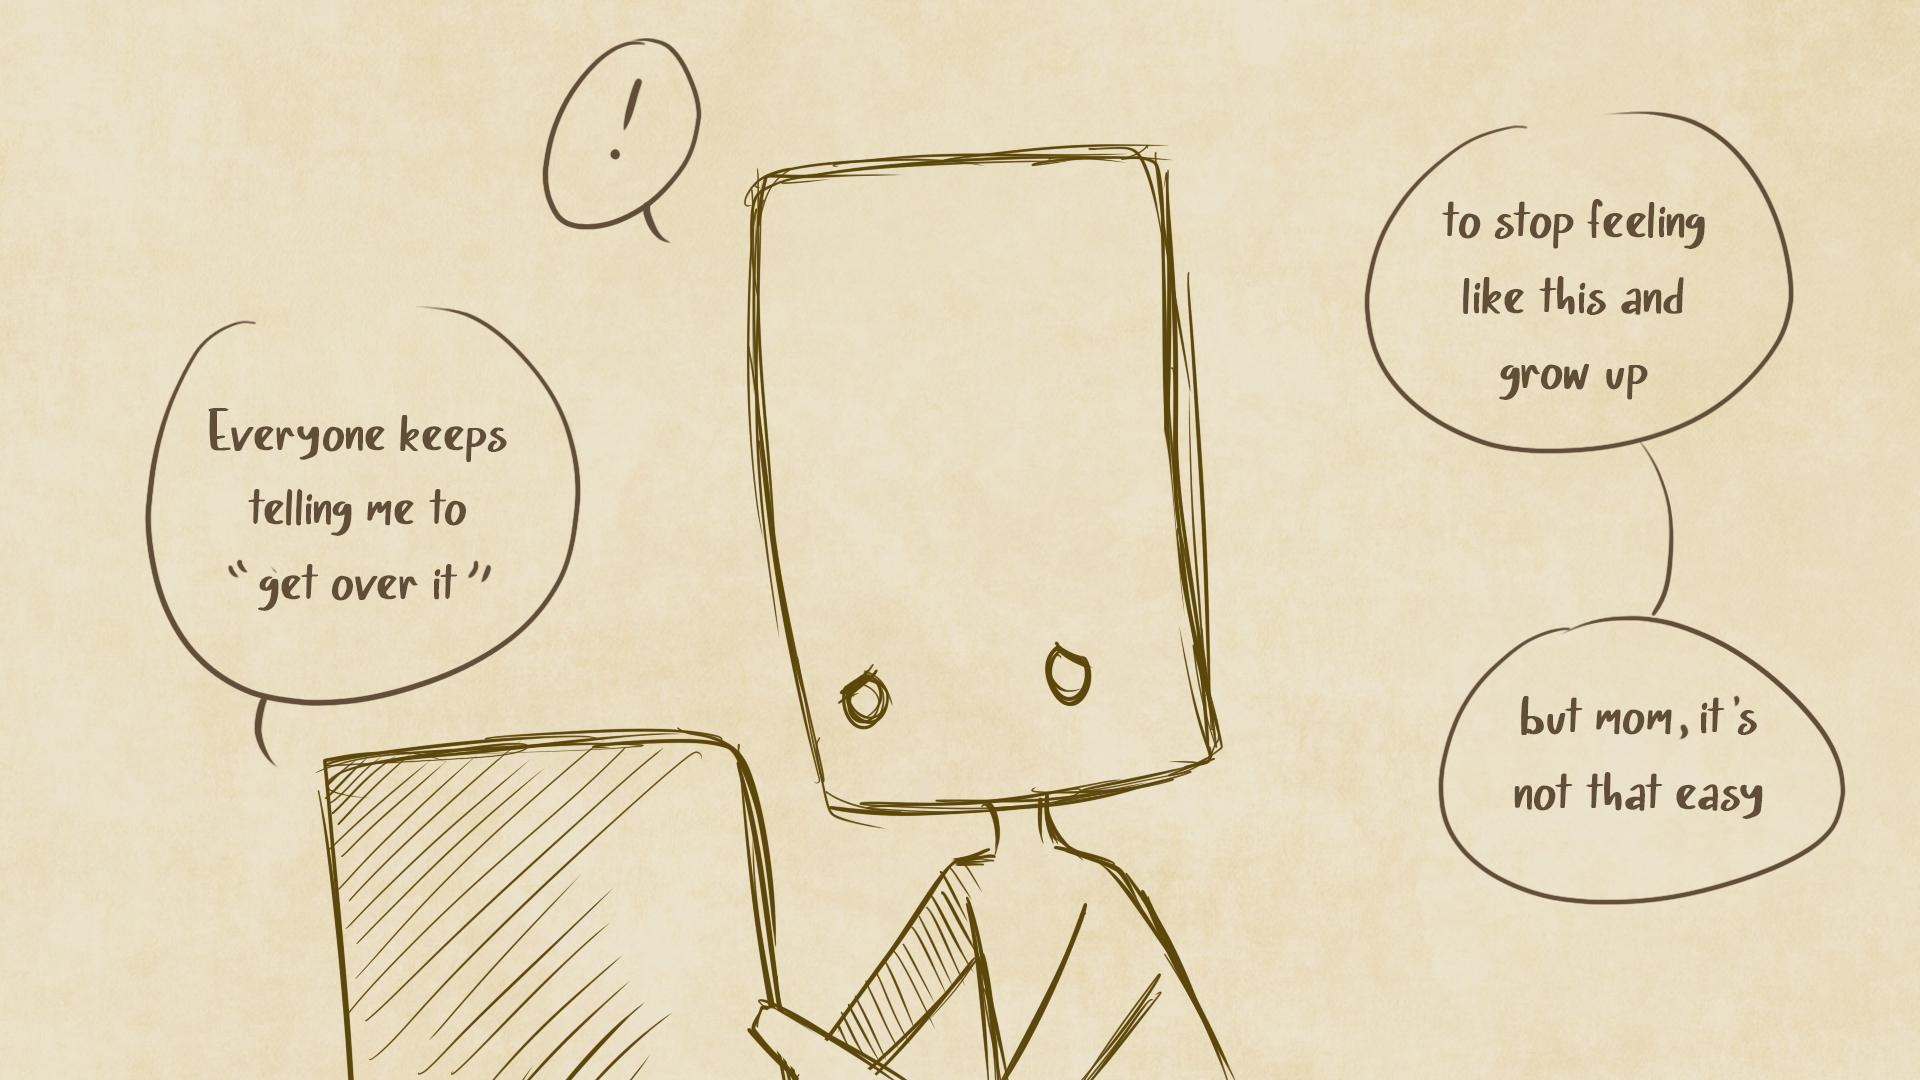 !
Everyone keeps
telling me to
“get over it”
to stop feeling
like this and
grow up
but mom, it's
not that easy